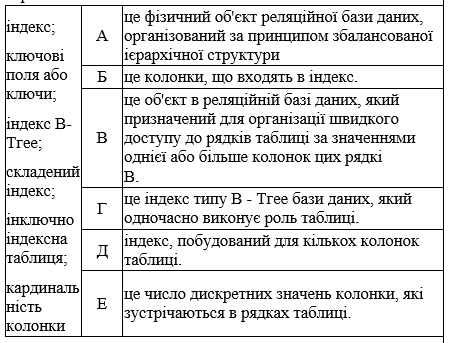 індекс;
ключові
поля або
ключи;
індекс B-
Tree;
складений
індекс;
інключно
індексна
таблиця;
кардиналь
ність
колонки
А
це фізичний об'єкт реляційної бази даних,
організований за принципом збалансованої
ієрархічної структури
Б
це колонки, що входять в індекс.
В
це об'єкт в реляційній базі даних, який
призначений для організації швидкого
доступу до рядків таблиці за значеннями
однієї або більше колонок цих рядкі
В.
Г
це індекс типу B - Tree бази даних, який
одночасно виконує роль таблиці.
Д
індекс, побудований для кількох колонок
таблиці.
Е
це число дискретних значень колонки, які
зустрічаються в рядках таблиці.